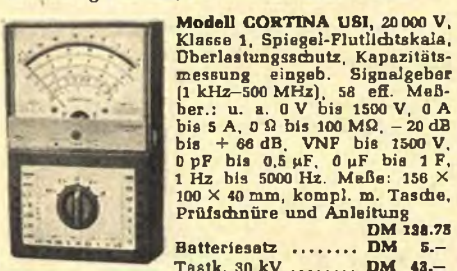 Modell CORTINA USI, 20 000 V,
Klasse 1, Spiegel-Flutlichtskala,
Überlastungsschutz, Kapazitäts-
messung eingeb. Signalgeber
(1 kHz–500 MHz), 58 eff. Meß-
ber.: u. a. 0 V bis 1500 V, 0 A
bis 5 A, 0 Ω bis 100 MΩ, – 20 dB
bis + 66 dB, VNF bis 1500 V,
0 pF bis 0,5 µF, 0 µF bis 1 F,
1 Hz bis 5000 Hz. Maße: 156 ×
100 × 40 mm, kompl. m. Tasche,
Prüfschnüre und Anleitung
DM 138.75
Batteriesatz ........ DM 5.–
Tastk. 30 kV ........ DM 43.–